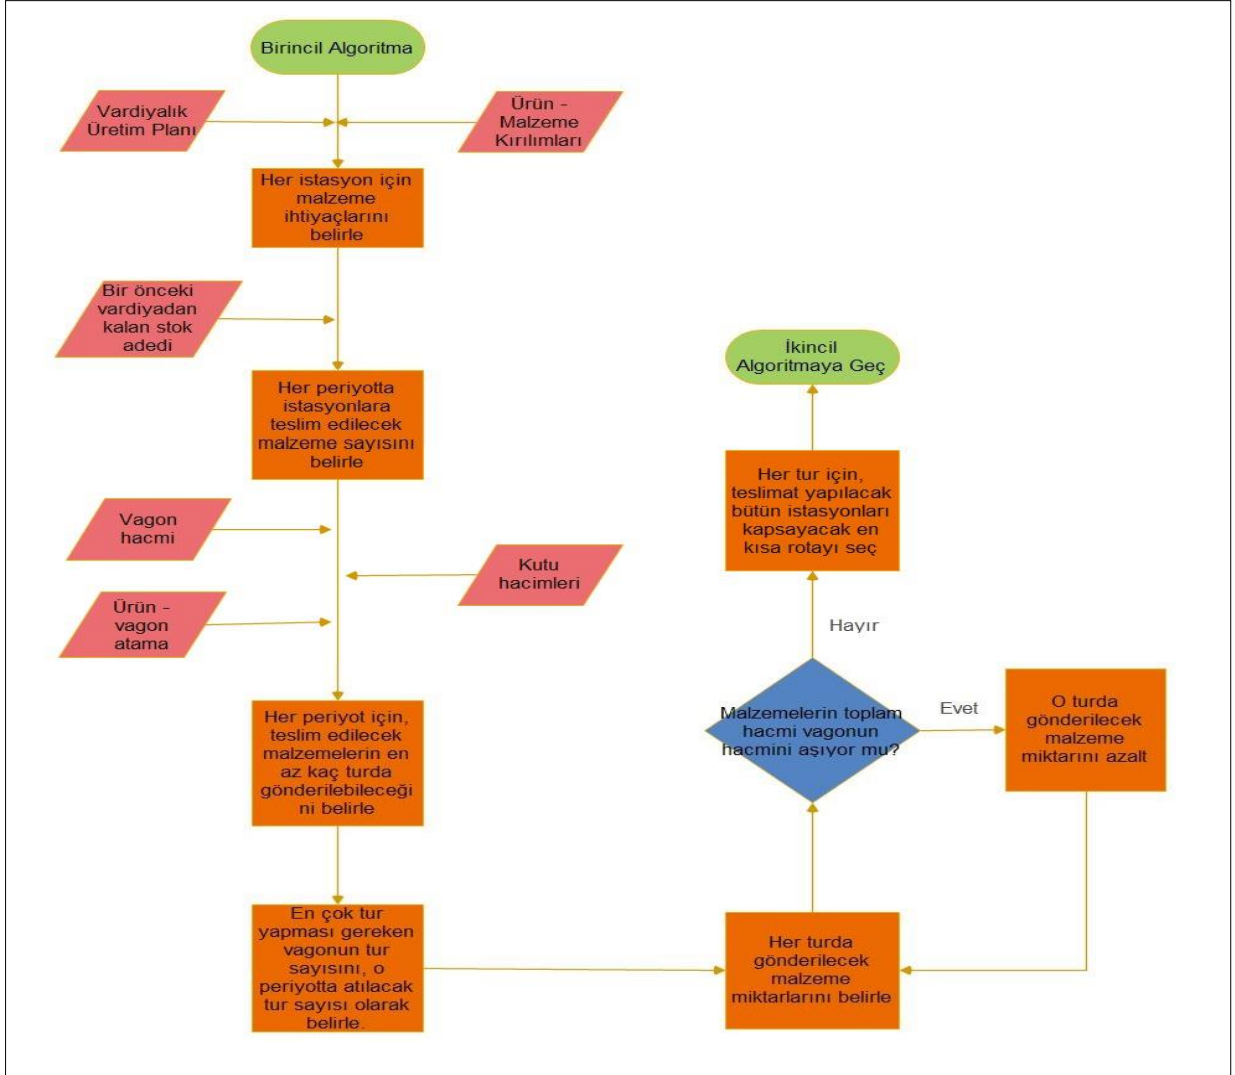 Birincil Algoritma
Vardiyalık
Üretim Planı
Ürün -
Malzeme
Kırılımları
Her istasyon için
malzeme
ihtiyaçlarını
belirle
Bir önceki
vardiyadan
kalan stok
adedi
Her periyotta
istasyonlara
teslim edilecek
malzeme sayısını
belirle
Vagon
hacmi
Kutu
hacimleri
Ürün -
vagon
atama
Her periyot için,
teslim edilecek
malzemelerin en
az kaç turda
gönderilebileceği
ni belirle
En çok tur
yapması gereken
vagonun tur
sayısını, o
periyotta atılacak
tur sayısı olarak
belirle.
Her turda
gönderilecek
malzeme
miktarlarını belirle
Malzemelerin toplam
hacmi vagonun
hacmini aşıyor mu?
Evet
O turda
gönderilecek
malzeme
miktarını azalt
Hayır
Her tur için,
teslimat yapılacak
bütün istasyonları
kapsayacak en
kısa rotayı seç
İkincil
Algoritmaya Geç